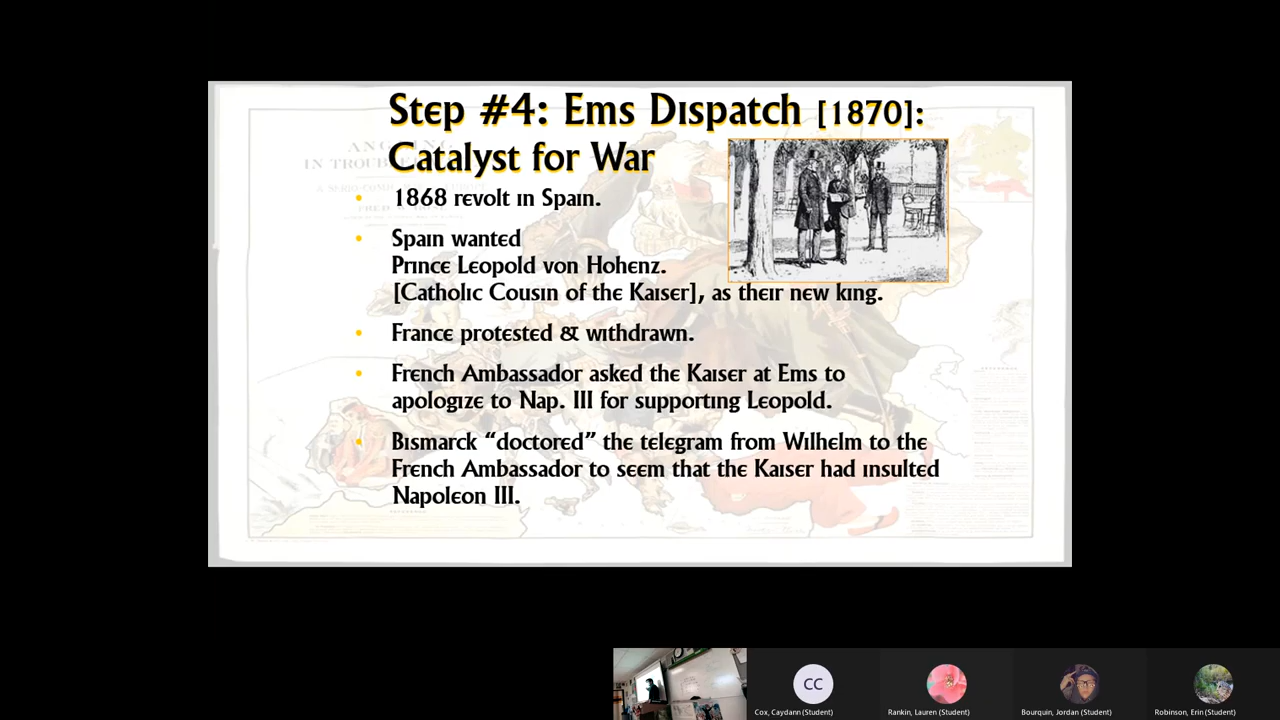 Step #4: Ems Dispatch [1870]:
Catalyst for War
• 1868 revolt in Spain.
• Spain wanted
Prince Leopold von Hohenz.
[Catholic Cousin of the Kaiser], as their new king.
• France protested & withdrawn.
• French Ambassador asked the Kaiser at Ems to
apologize to Nap. III for supporting Leopold.
• Bismarck “doctored” the telegram from Wilhelm to the
French Ambassador to seem that the Kaiser had insulted
Napoleon III.
CC
Cox, Caydann (Student)
Rankin, Lauren (Student)
Bourquin, Jordan (Student)
Robinson, Erin (Student)